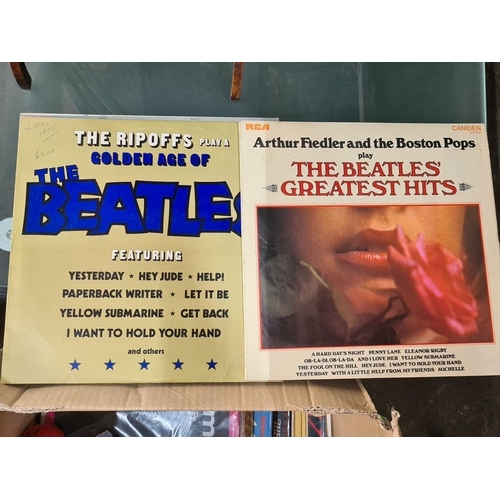 THE RIPOFFS PLAY A
GOLDEN AGE OF
THE
BEATLES
FEATURING
YESTERDAY ★ HEY JUDE ★ HELP!
PAPERBACK WRITER ★ LET IT BE
YELLOW SUBMARINE ★ GET BACK
I WANT TO HOLD YOUR HAND
and others
RCA
CAMDEN
Arthur Fiedler and the Boston Pops
play
THE BEATLES'
GREATEST HITS
A HARD DAY'S NIGHT PENNY LANE ELEANOR RIGBY
OB-LA-DI, OB-LA-DA AND I LOVE HER YELLOW SUBMARINE
THE FOOL ON THE HILL HEY JUDE I WANT TO HOLD YOUR HAND
YESTERDAY WITH A LITTLE HELP FROM MY FRIENDS MICHELLE